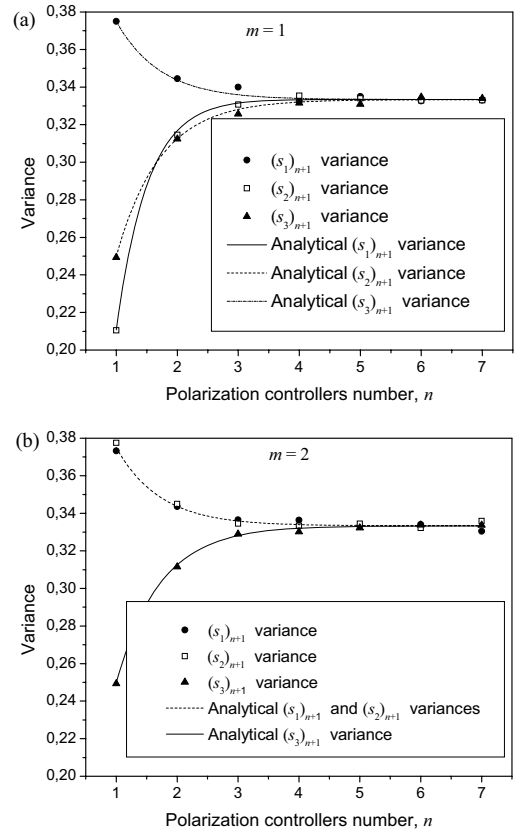 (a)
m = 1
0,38
0,36
0,34
0,32
0,30
0,28
0,26
0,24
0,22
0,20
Variance
(s1)n+1 variance
(s2)n+1 variance
(s3)n+1 variance
Analytical (s1)n+1 variance
Analytical (s2)n+1 variance
Analytical (s3)n+1 variance
1 2 3 4 5 6 7
Polarization controllers number, n
(b)
m = 2
0,38
0,36
0,34
0,32
0,30
0,28
0,26
0,24
0,22
0,20
Variance
(s1)n+1 variance
(s2)n+1 variance
(s3)n+1 variance
Analytical (s1)n+1 and (s2)n+1 variances
Analytical (s3)n+1 variance
1 2 3 4 5 6 7
Polarization controllers number, n